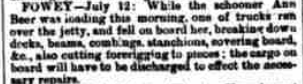 FOWEY—July 12: While the schooner Ann
Beer was loading this morning, one of trucks ran
over the jetty, and fell on board her, breaking down
decks, beams, combings, stanchions, covering board,
&c., also cutting forerigging to pieces: the cargo on
board will have to be discharged to effect the neces-
sary repairs.